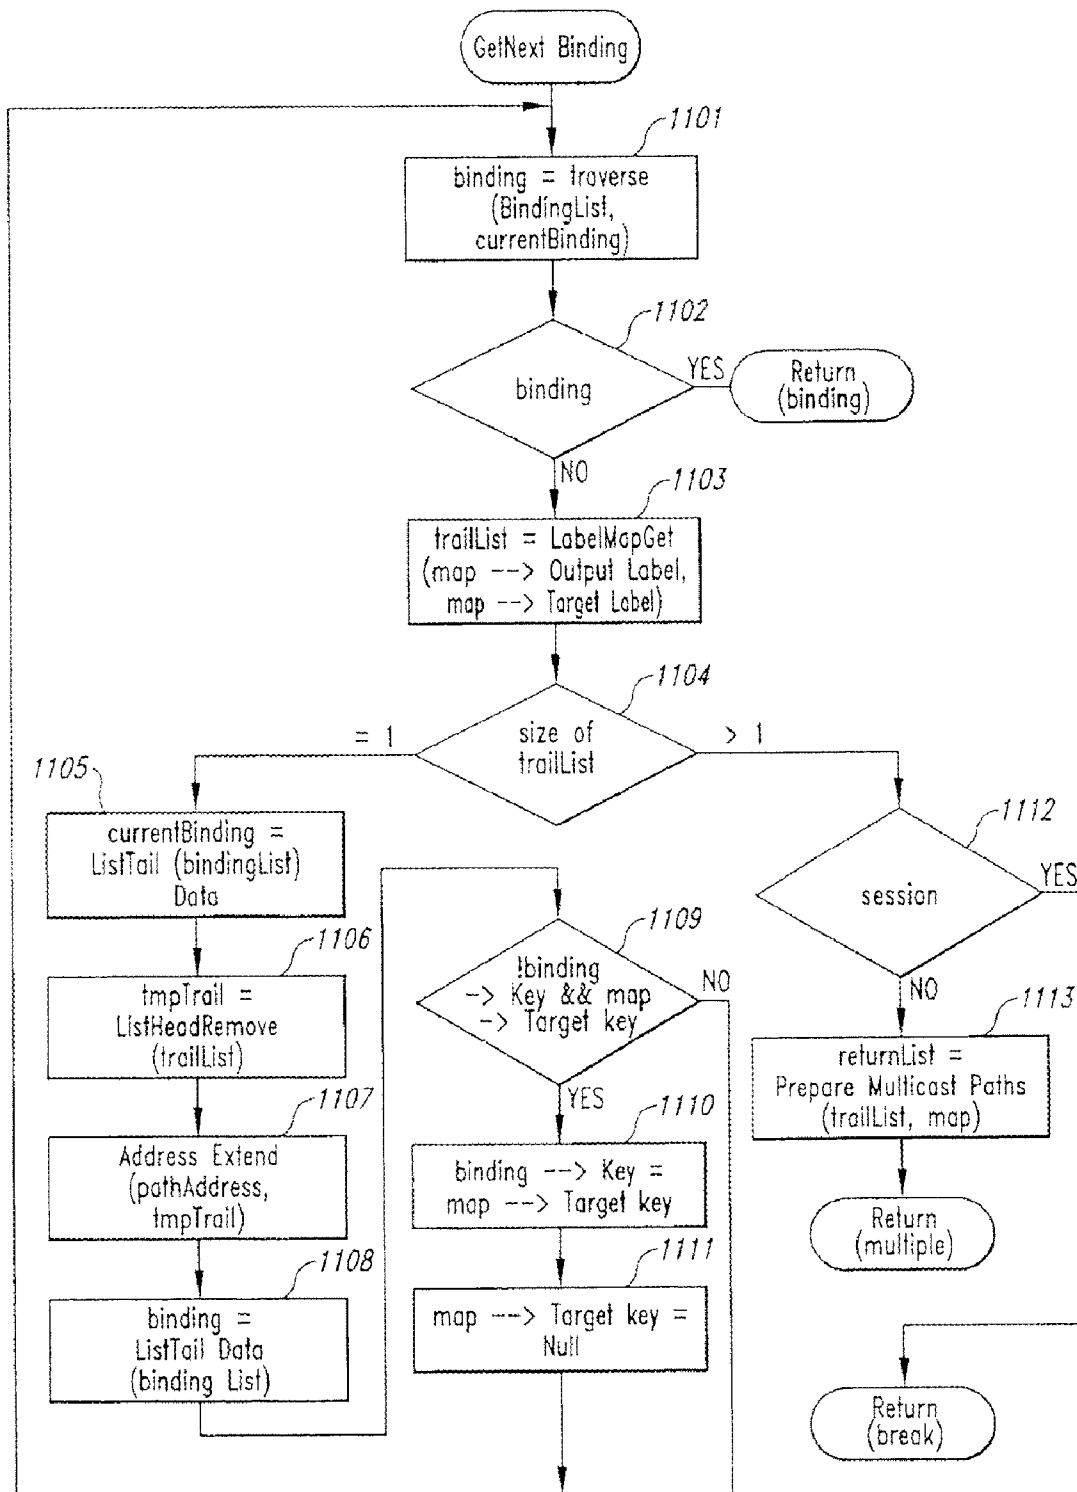 GetNext Binding
1101
binding = traverse
(BindingList,
currentBinding)
1102
binding
YES
Return
(binding)
NO
1103
trailList = LabelMapGet
(map --> Output Label,
map --> Target Label)
1104
size of
trailList
= 1
> 1
1105
currentBinding =
ListTail (bindingList)
Data
1112
session
YES
NO
1106
tmpTrail =
ListHeadRemove
(trailList)
1109
!binding
-> Key && map
-> Target key
NO
YES
1113
returnList =
Prepare Multicast Paths
(trailList, map)
1107
Address Extend
(pathAddress,
tmpTrail)
1110
binding --> Key =
map --> Target key
Return
(multiple)
1108
binding =
ListTail Data
(binding List)
1111
map --> Target key =
Null
Return
(break)